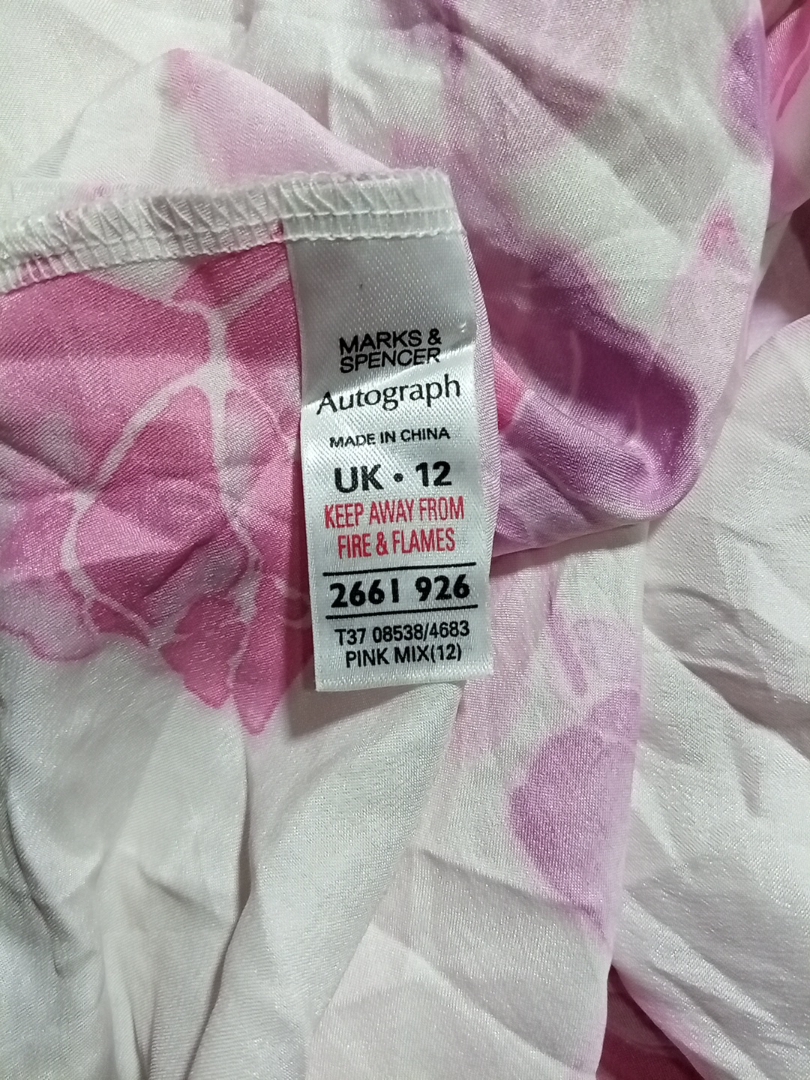 MARKS &
SPENCER
Autograph
MADE IN CHINA
UK • 12
KEEP AWAY FROM
FIRE & FLAMES
2661 926
T37 08538/4683
PINK MIX(12)